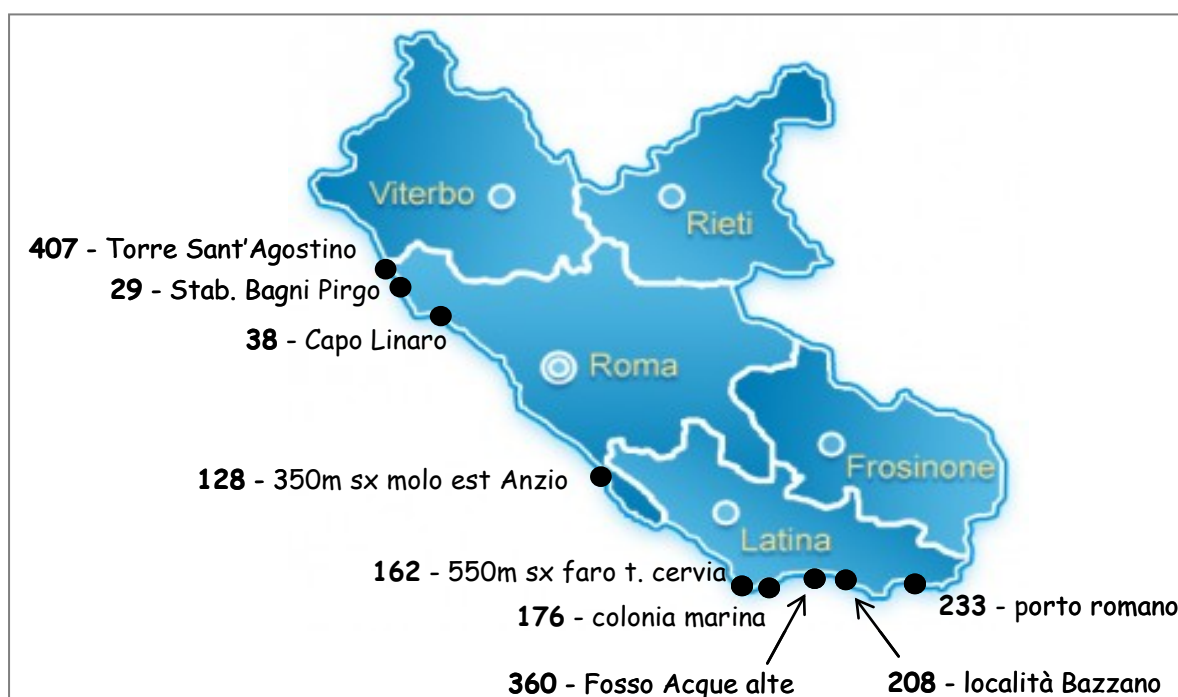 Viterbo
Rieti
407 - Torre Sant'Agostino
29 - Stab. Bagni Pirgo
38 - Capo Linaro
Roma
Frosinone
128 - 350m sx molo est Anzio
Latina
162 - 550m sx faro t. cervia
176 - colonia marina
233 - porto romano
360 - Fosso Acque alte
208 - località Bazzano